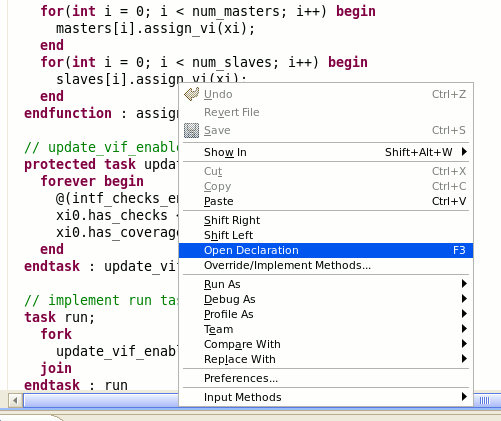 for(int i = 0; i < num_masters; i++) begin
masters[i].assign_vi(xi);
end
for(int i = 0; i < num_slaves; i++) begin
slaves[i].assign_vi(xi);
end
endfunction : assign
Undo Ctrl+Z
Revert File
Save Ctrl+S
// update_vif_enable
Show In Shift+Alt+W
protected task update
Cut Ctrl+X
forever begin
Copy Ctrl+C
@(intf_checks_en
Paste Ctrl+V
xi0.has_checks <
Shift Right
xi0.has_coverage
Shift Left
end
Open Declaration F3
endtask : update_vif
Override/Implement Methods...
Run As
// implement run tas
Debug As
task run;
Profile As
fork
Team
update_vif_enabl
Compare With
join
Replace With
endtask : run
Preferences...
Input Methods